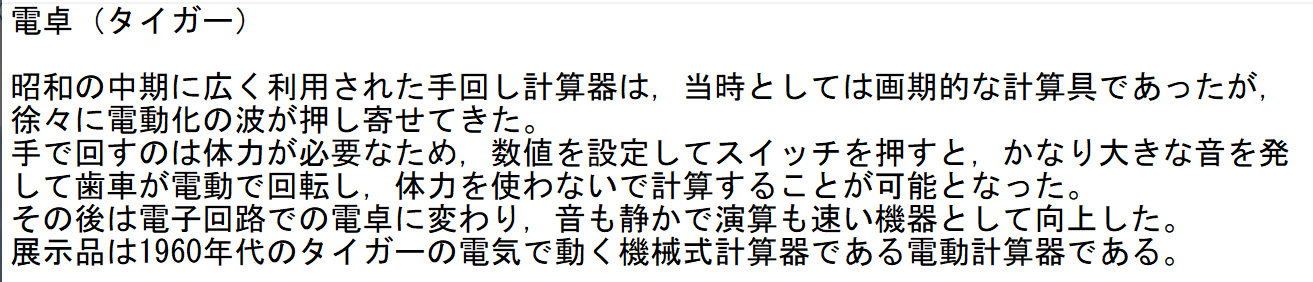 電卓（タイガー）
昭和の中期に広く利用された手回し計算器は，当時としては画期的な計算具であったが，
徐々に電動化の波が押し寄せてきた。
手で回すのは体力が必要なため，数値を設定してスイッチを押すと，かなり大きな音を発
して歯車が電動で回転し，体力を使わないで計算することが可能となった。
その後は電子回路での電卓に変わり，音も静かで演算も速い機器として向上した。
展示品は1960年代のタイガーの電気で動く機械式計算器である電動計算器である。